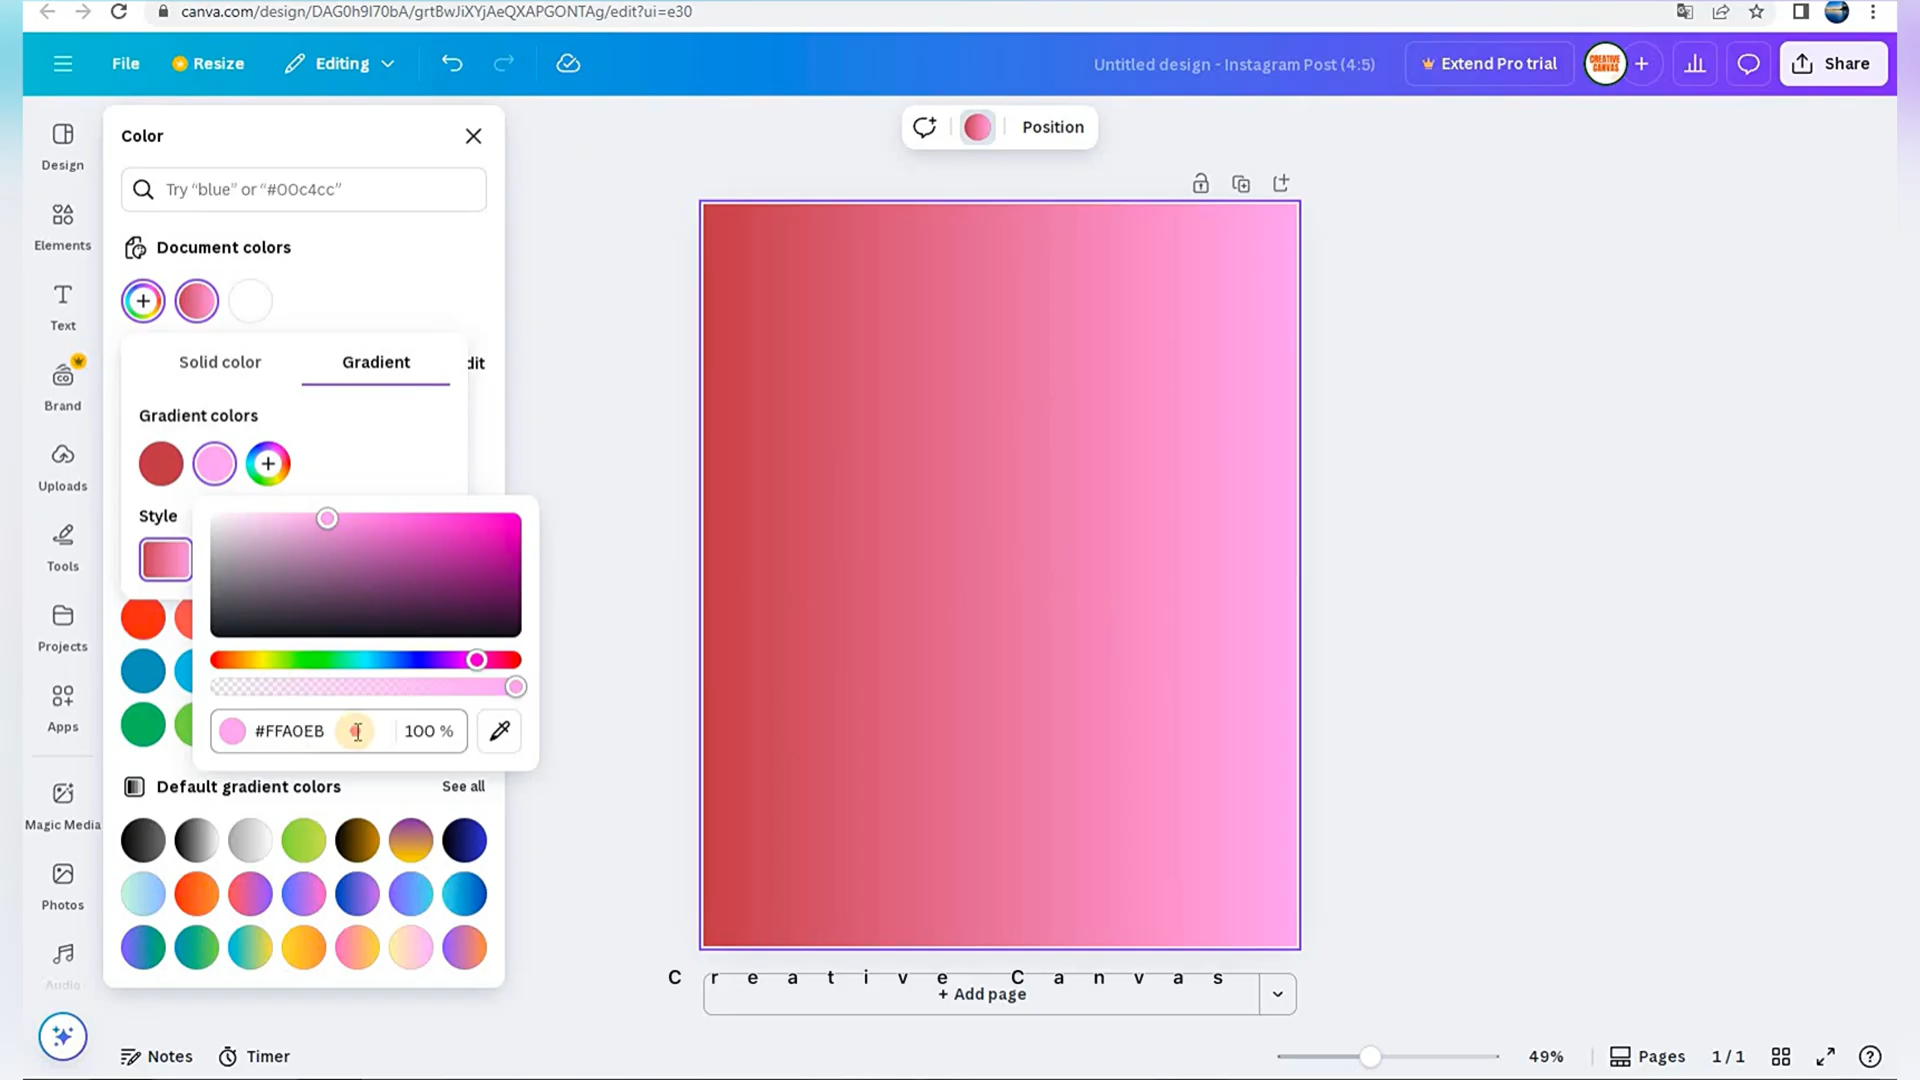 canva.com/design/DAG0h9I70bA/grtBwJiXYjAeQXAPGONTAg/edit?ui=e30
File
Resize
Editing
Untitled design - Instagram Post (4:5)
Extend Pro trial
CREATIVE
CANVAS
Share
Color
Position
Design
Try “blue” or “#00c4cc”
Elements
Document colors
Text
Solid color
Gradient
dit
Brand
Gradient colors
Uploads
Style
Tools
Projects
Apps
#FFA0EB
100 %
Default gradient colors
See all
Magic Media
Photos
Audio
Creative Canvas
+ Add page
Notes
Timer
49%
Pages
1 / 1